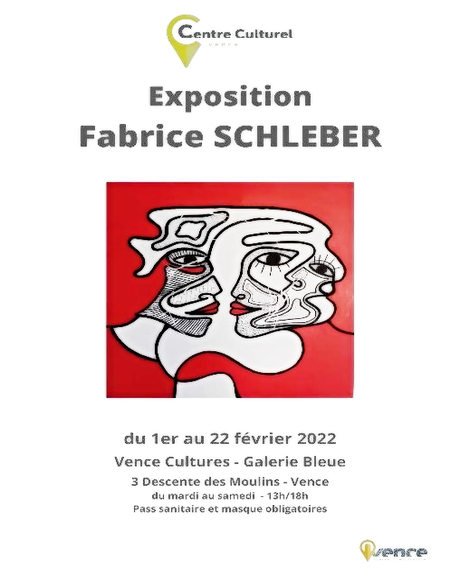 Centre Culturel
Exposition
Fabrice SCHLEBER
du 1er au 22 février 2022
Vence Cultures - Galerie Bleue
3 Descente des Moulins - Vence
du mardi au samedi - 13h/18h
Pass sanitaire et masque obligatoires
vence